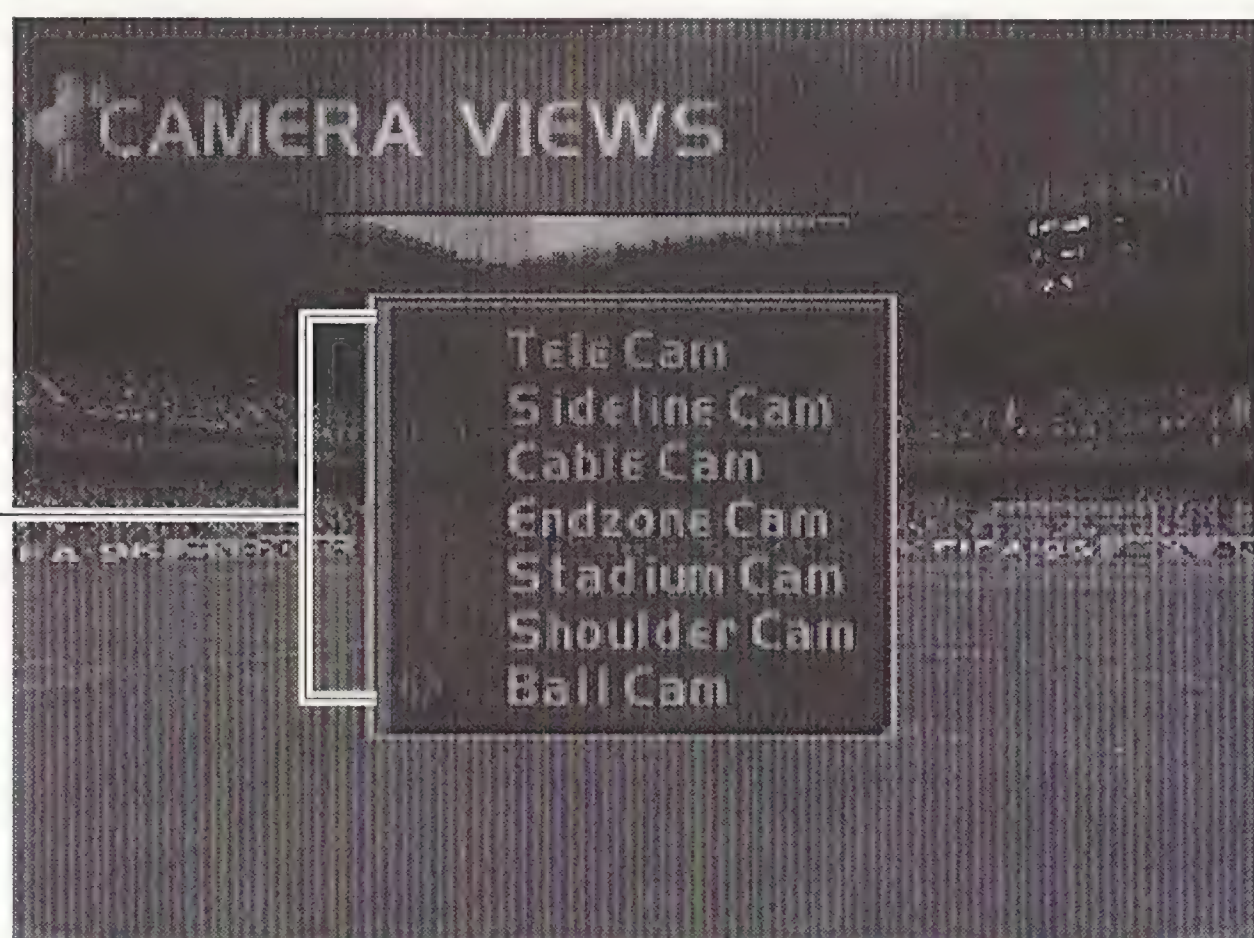 CAMERA VIEWS
Tele Cam
Sideline Cam
Cable Cam
Endzone Cam
Stadium Cam
Shoulder Cam
Ball Cam